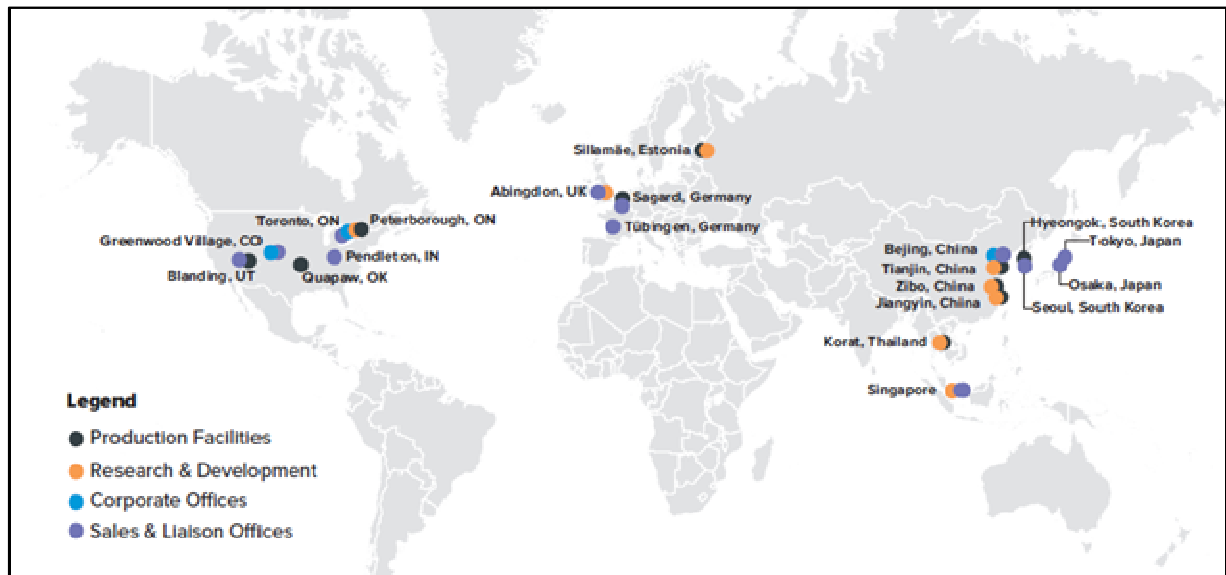 Sillamäe, Estonia
Abingdion, UK
Sagard, Germany
Tübingen, Germany
Toronto, ON
Peterborough, ON
Greenwood Village, CO
Pendleton, IN
Blanding, UT
Quapaw, OK
Hyeongok, South Korea
Tokyo, Japan
Bejing, China
Tianjin, China
Zibo, China
Osaka, Japan
Jiangyin, China
Seoul, South Korea
Korat, Thailand
Singapore
Legend
Production Facilities
Research & Development
Corporate Offices
Sales & Liaison Offices